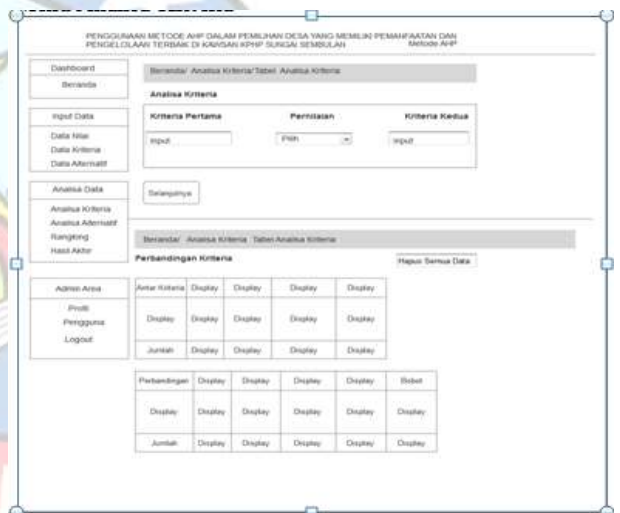 PENGGUNAAN METODE AHP DALAM PEMILIHAN DESA YANG MEMILIKI PEMANFAATAN DAN
PENGELOLAAN TERBAIK DI KAWSAN KPHP SUNGAI SEMBULAN Metode AHP
Dashboard
Beranda
Input Data
Data Nilai
Data Kriteria
Data Alternatif
Analisa Data
Analisa Kriteria
Analisa Alternatif
Rangking
Hasil Akhir
Admin Area
Profil
Pengguna
Logout
Beranda/ Analisa Kriteria/Tabel Analisa Kriteria
Analisa Kriteria
Kriteria Pertama Pernilaian Kriteria Kedua
Input Pilih Input
Selanjutnya
Beranda/ Analisa Kriteria Tabel Analisa Kriteria
Perbandingan Kriteria Hapus Semua Data
Antar Kriteria Display Display Display Display
Display Display Display Display Display
Jumlah Display Display Display Display
Perbandingan Display Display Display Display Bobot
Display Display Display Display Display Display
Jumlah Display Display Display Display Display